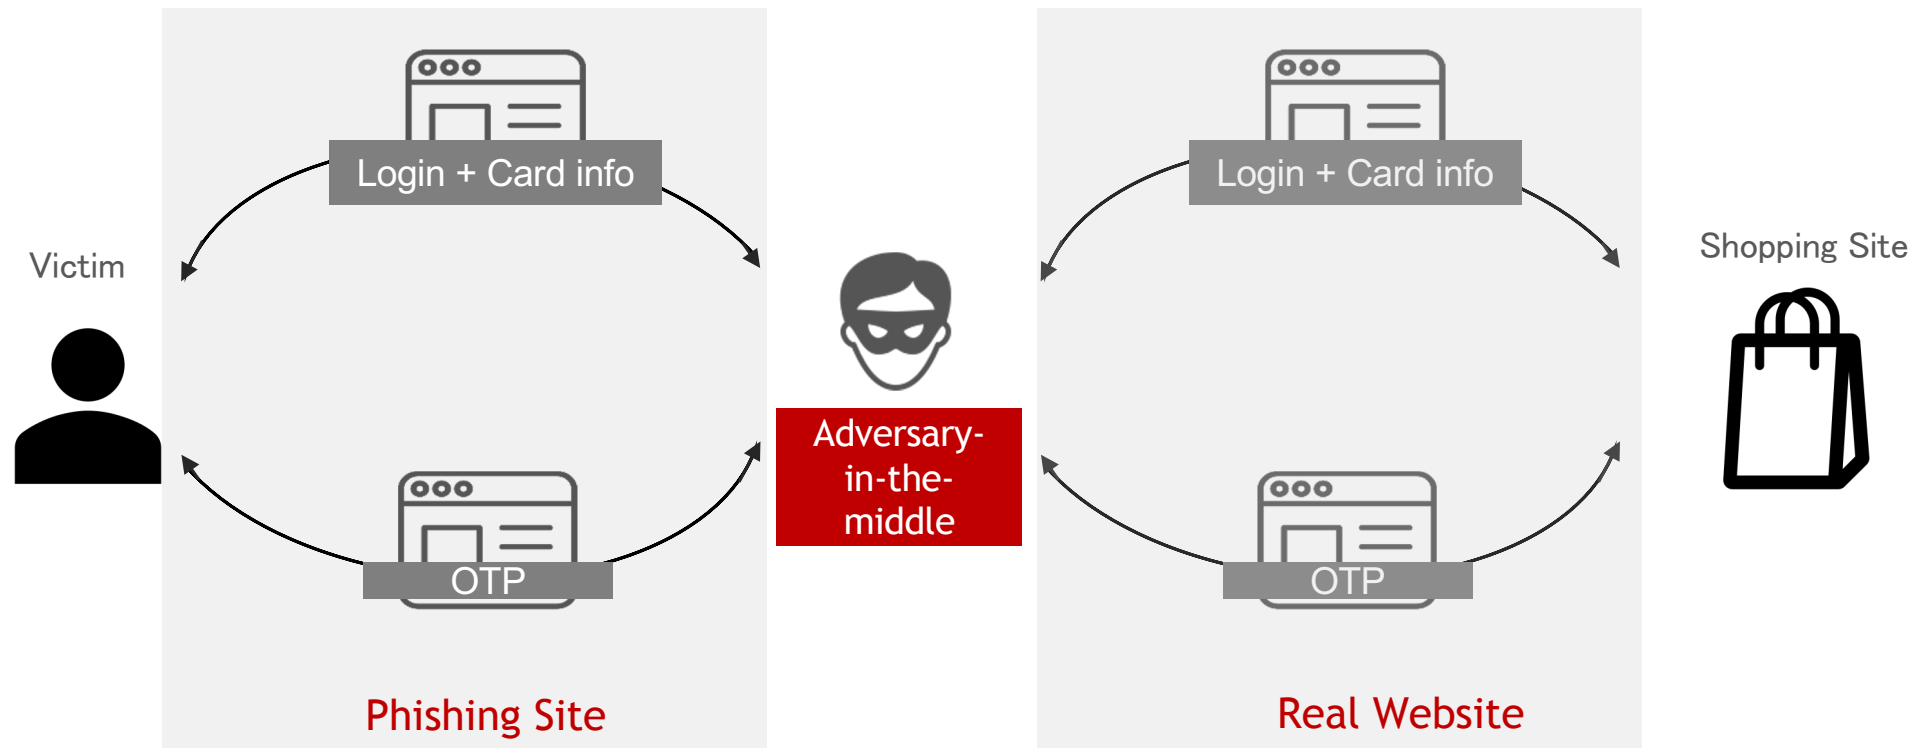 Login + Card info
Login + Card info
Victim
Shopping Site
Adversary-
in-the-
middle
OTP
OTP
Phishing Site
Real Website